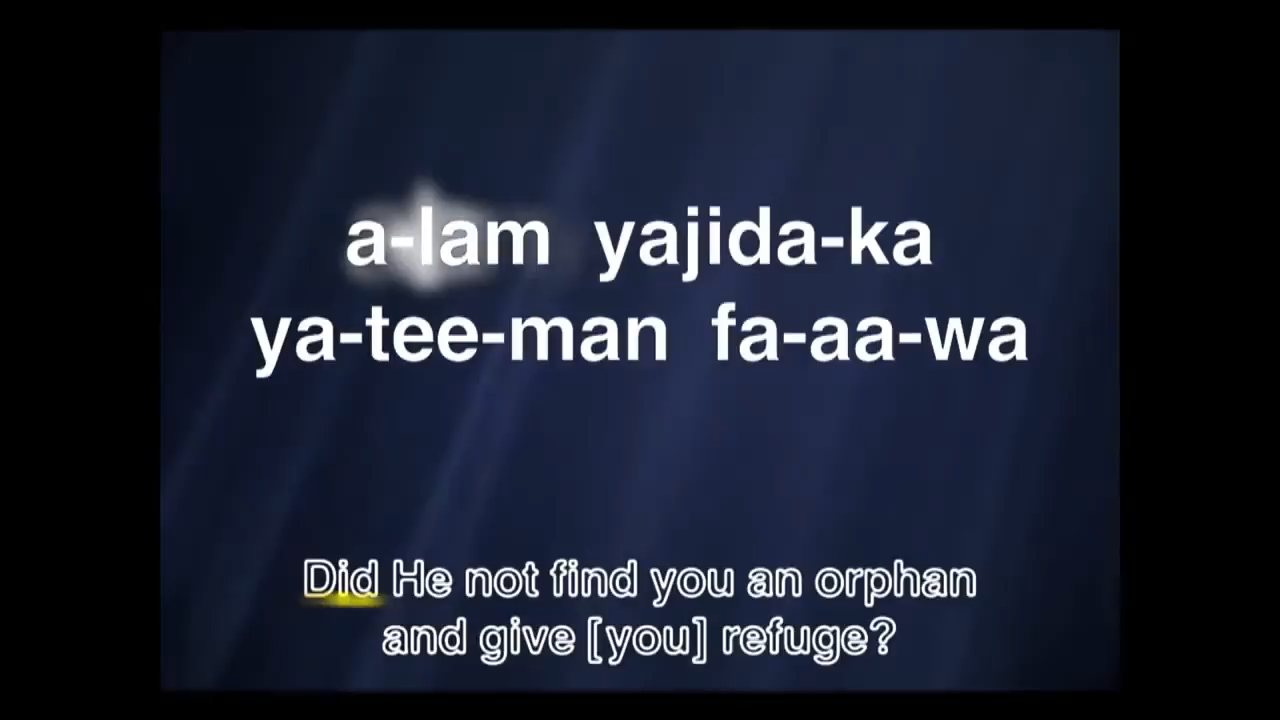 a-lam yajida-ka
ya-tee-man fa-aa-wa
Did He not find you an orphan
and give [you] refuge?